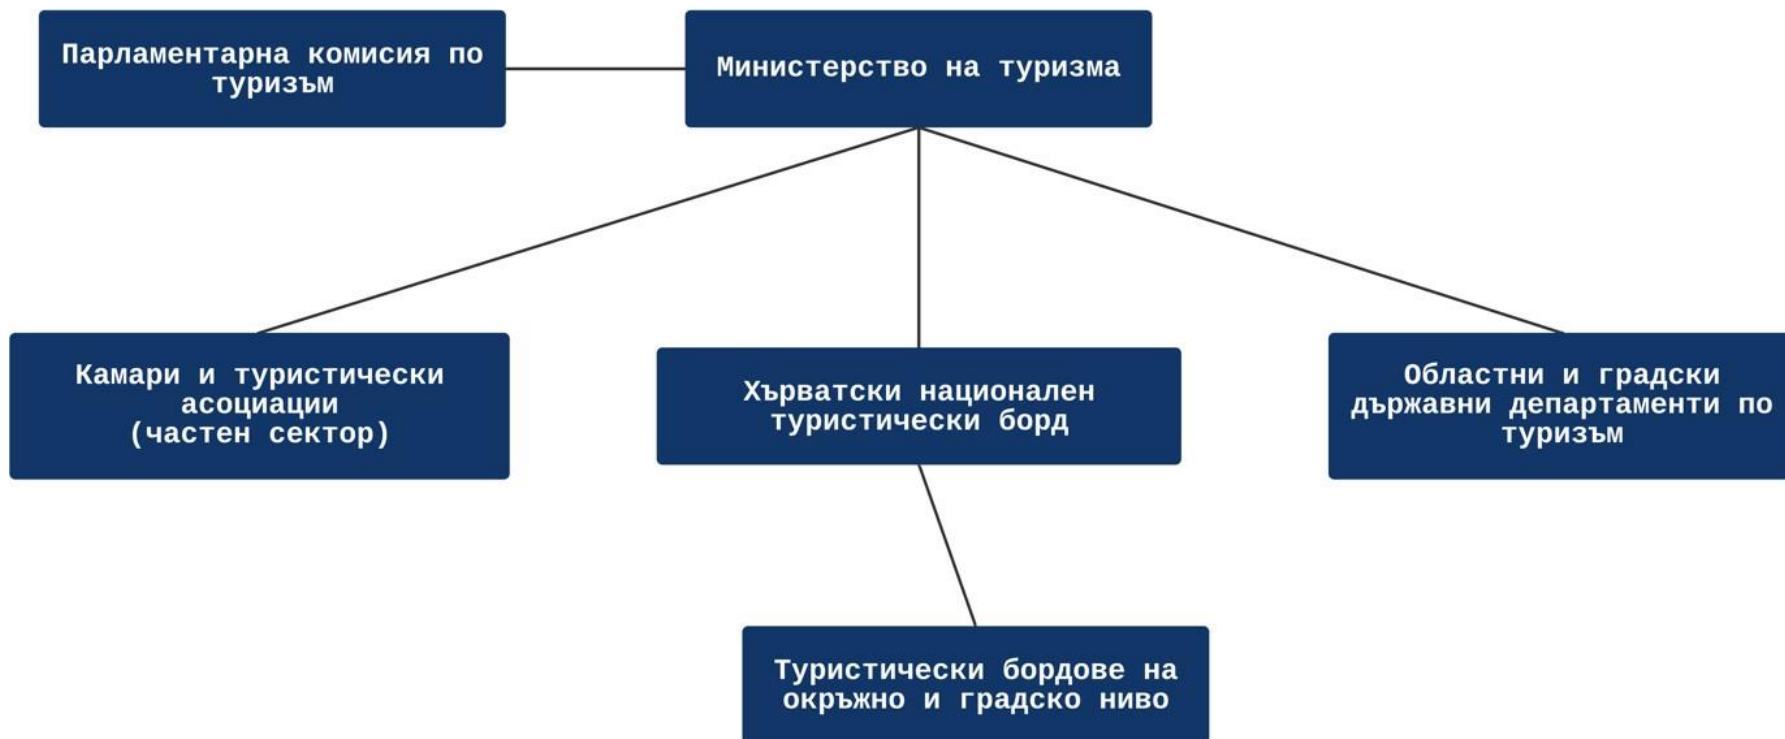 Парламентарна комисия по
туризъм
Министерство на туризма
Камари и туристически
асоциации
(частен сектор)
Хърватски национален
туристически борд
Областни и градски
държавни департаменти по
туризъм
Туристически бордове на
окръжно и градско ниво